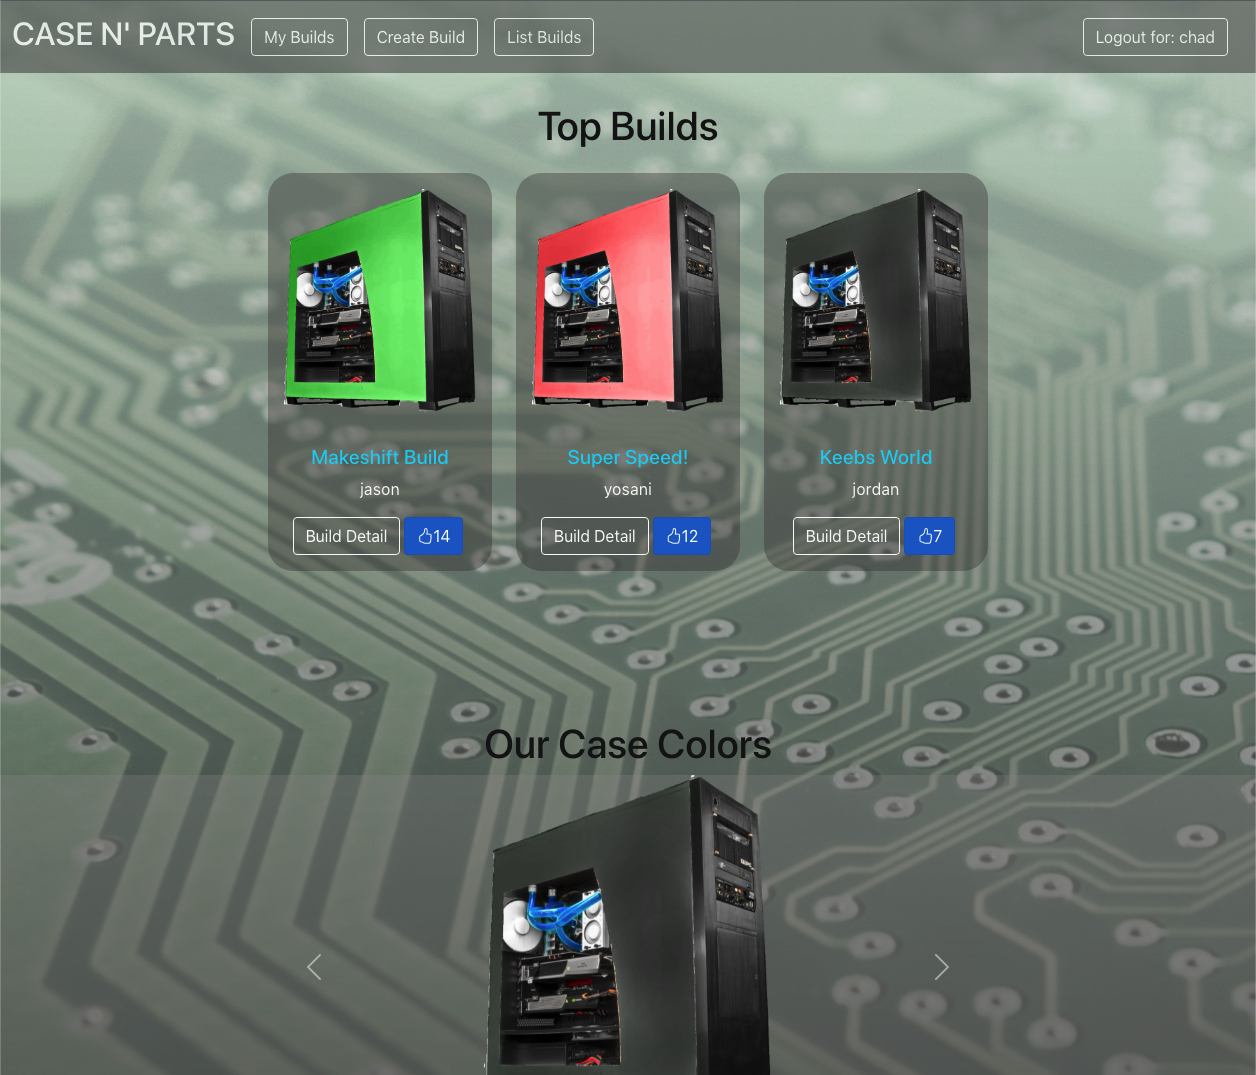 CASE N' PARTS My Builds Create Build List Builds Logout for: chad
Top Builds
Makeshift Build Super Speed! Keebs World
jason yosani jordan
Build Detail 14 Build Detail 12 Build Detail 7
Our Case Colors